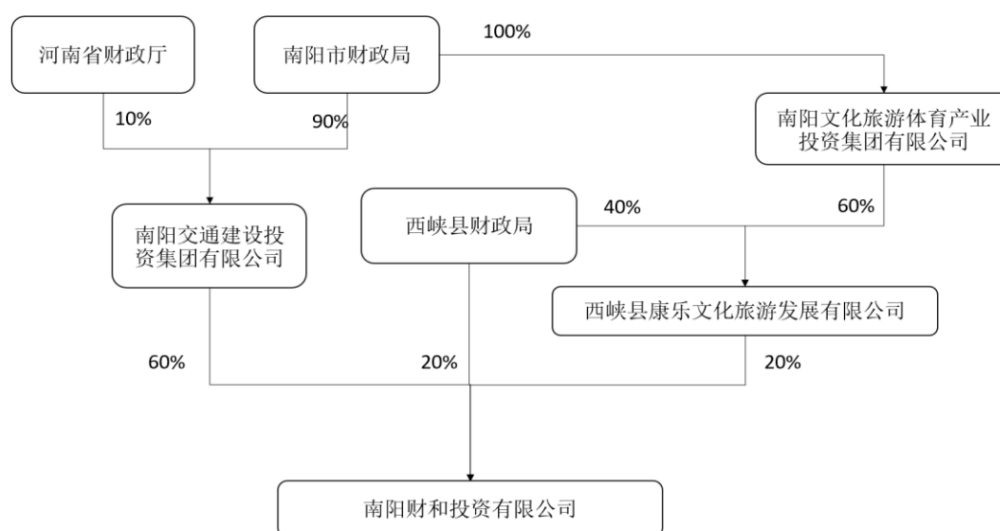 100%
河南省财政厅
南阳市财政局
10%
90%
南阳文化旅游体育产业
投资集团有限公司
40%
60%
南阳交通建设投
资集团有限公司
西峡县财政局
西峡县康乐文化旅游发展有限公司
60%
20%
20%
南阳财和投资有限公司